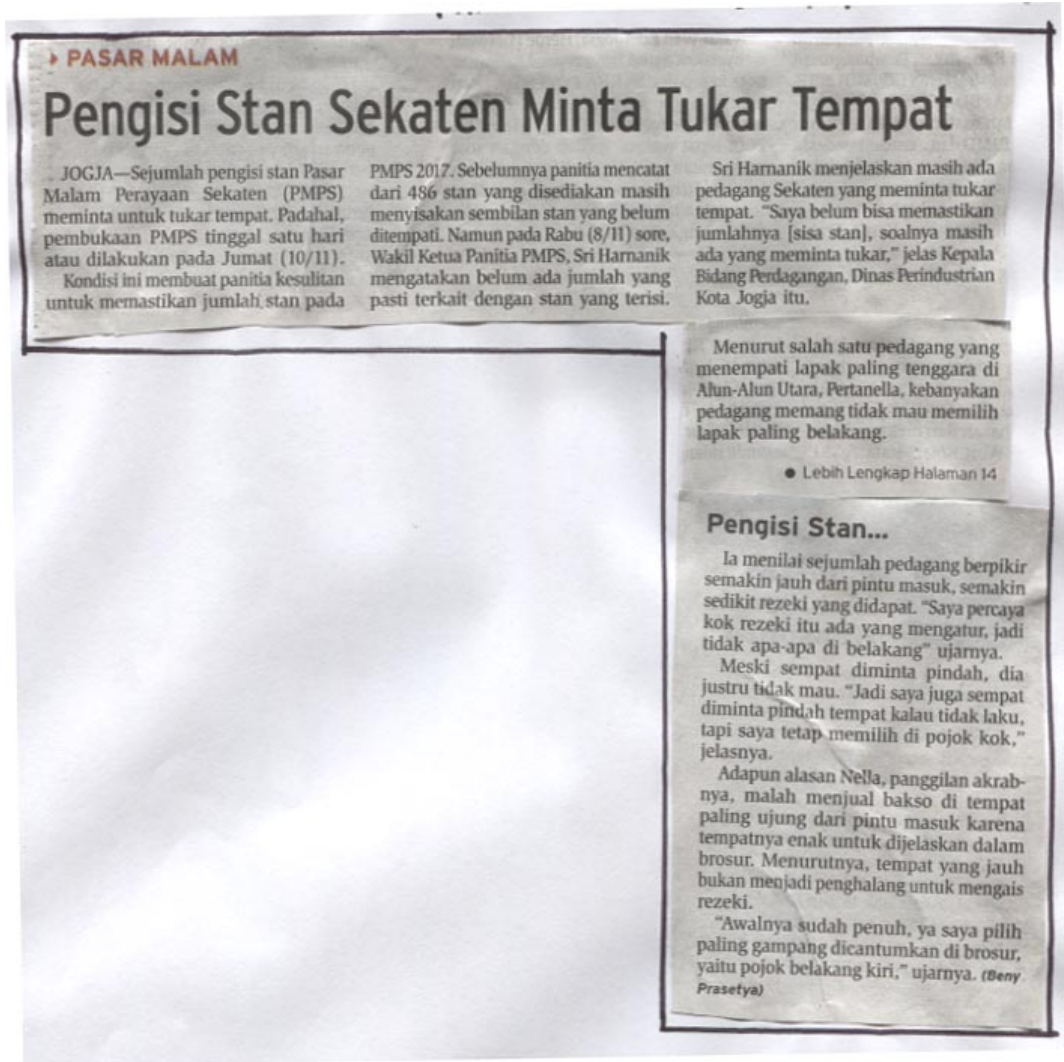 PASAR MALAM
Pengisi Stan Sekaten Minta Tukar Tempat
JOGJA—Sejumlah pengisi stan Pasar
Malam Perayaan Sekaten (PMPS)
meminta untuk tukar tempat. Padahal,
pembukaan PMPS tinggal satu hari
atau dilakukan pada Jumat (10/11).
Kondisi ini membuat panitia kesulitan
untuk memastikan jumlah stan pada
PMPS 2017. Sebelumnya panitia mencatat
dari 486 stan yang disediakan masih
menyisakan sembilan stan yang belum
ditempati. Namun pada Rabu (8/11) sore,
Wakil Ketua Panitia PMPS, Sri Harnanik
mengatakan belum ada jumlah yang
pasti terkait dengan stan yang terisi.
Sri Harnanik menjelaskan masih ada
pedagang Sekaten yang meminta tukar
tempat. "Saya belum bisa memastikan
jumlahnya [sisa stan], soalnya masih
ada yang meminta tukar," jelas Kepala
Bidang Perdagangan, Dinas Perindustrian
Kota Jogja itu.
Menurut salah satu pedagang yang
menempati lapak paling tenggara di
Alun-Alun Utara, Pertanella, kebanyakan
pedagang memang tidak mau memilih
lapak paling belakang.
● Lebih Lengkap Halaman 14
Pengisi Stan...
Ia menilai sejumlah pedagang berpikir
semakin jauh dari pintu masuk, semakin
sedikit rezeki yang didapat. "Saya percaya
kok rezeki itu ada yang mengatur, jadi
tidak apa-apa di belakang" ujarnya.
Meski sempat diminta pindah, dia
justru tidak mau. "Jadi saya juga sempat
diminta pindah tempat kalau tidak laku,
tapi saya tetap memilih di pojok kok,"
jelasnya.
Adapun alasan Nella, panggilan akrab-
nya, malah menjual bakso di tempat
paling ujung dari pintu masuk karena
tempatnya enak untuk dijelaskan dalam
brosur. Menurutnya, tempat yang jauh
bukan menjadi penghalang untuk mengais
rezeki.
"Awalnya sudah penuh, ya saya pilih
paling gampang dicantumkan di brosur,
yaitu pojok belakang kiri," ujarnya. (Beny
Prasetya)